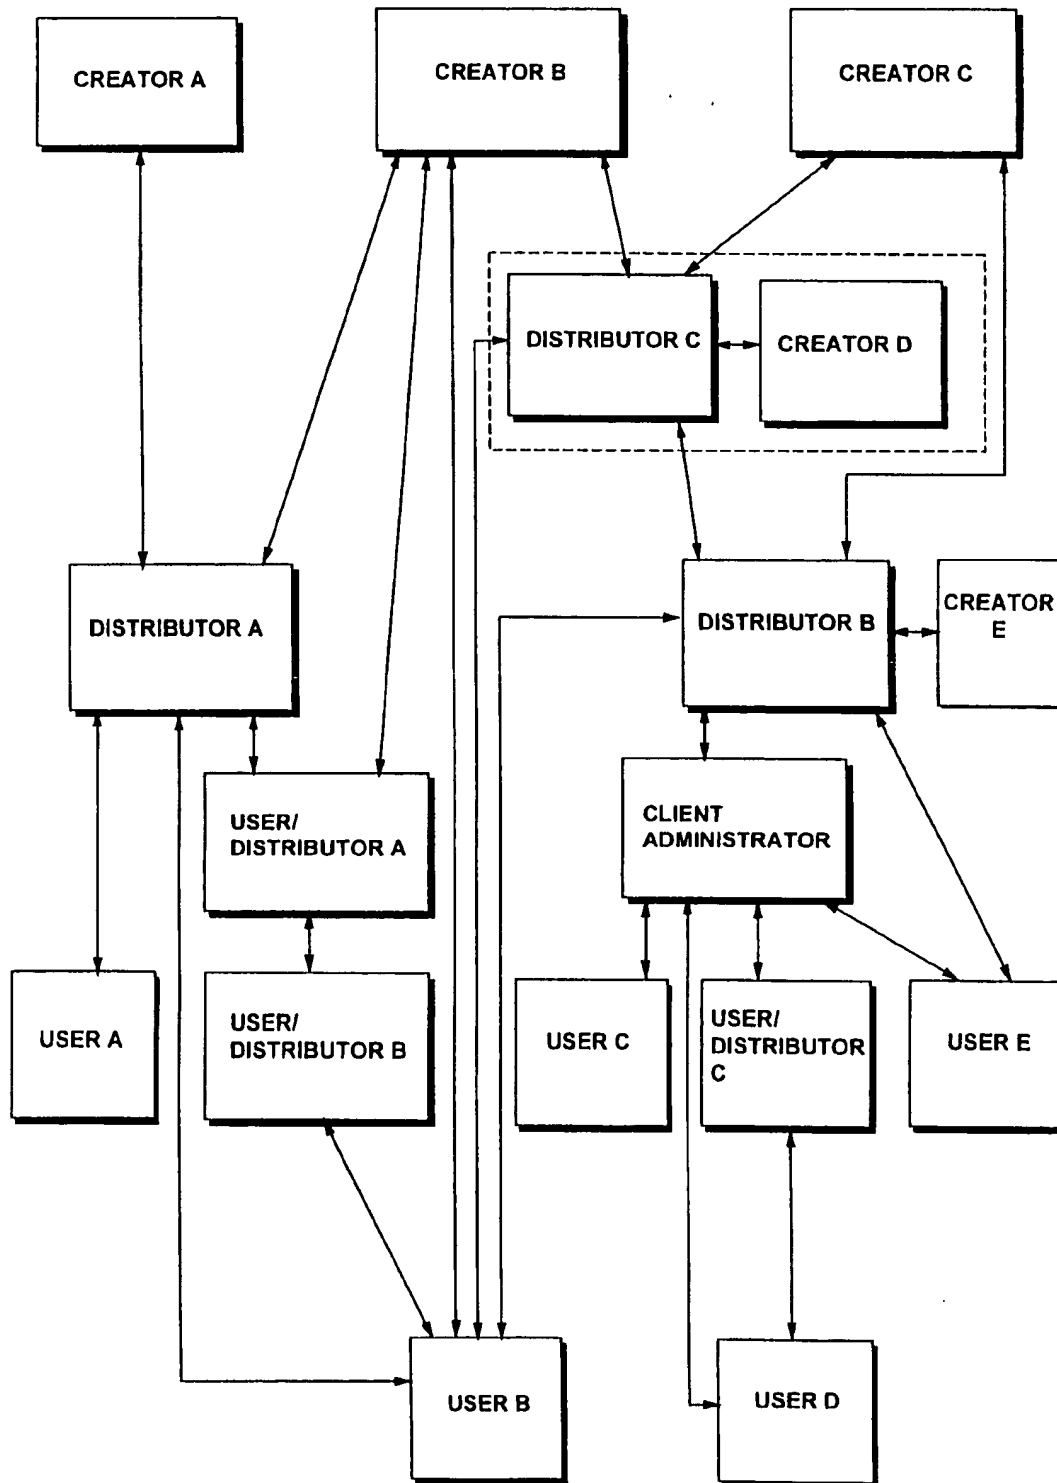 CREATOR A
CREATOR B
CREATOR C
DISTRIBUTOR C
CREATOR D
DISTRIBUTOR A
DISTRIBUTOR B
CREATOR
E
USER/
DISTRIBUTOR A
CLIENT
ADMINISTRATOR
USER A
USER/
DISTRIBUTOR B
USER C
USER/
DISTRIBUTOR
C
USER E
USER B
USER D